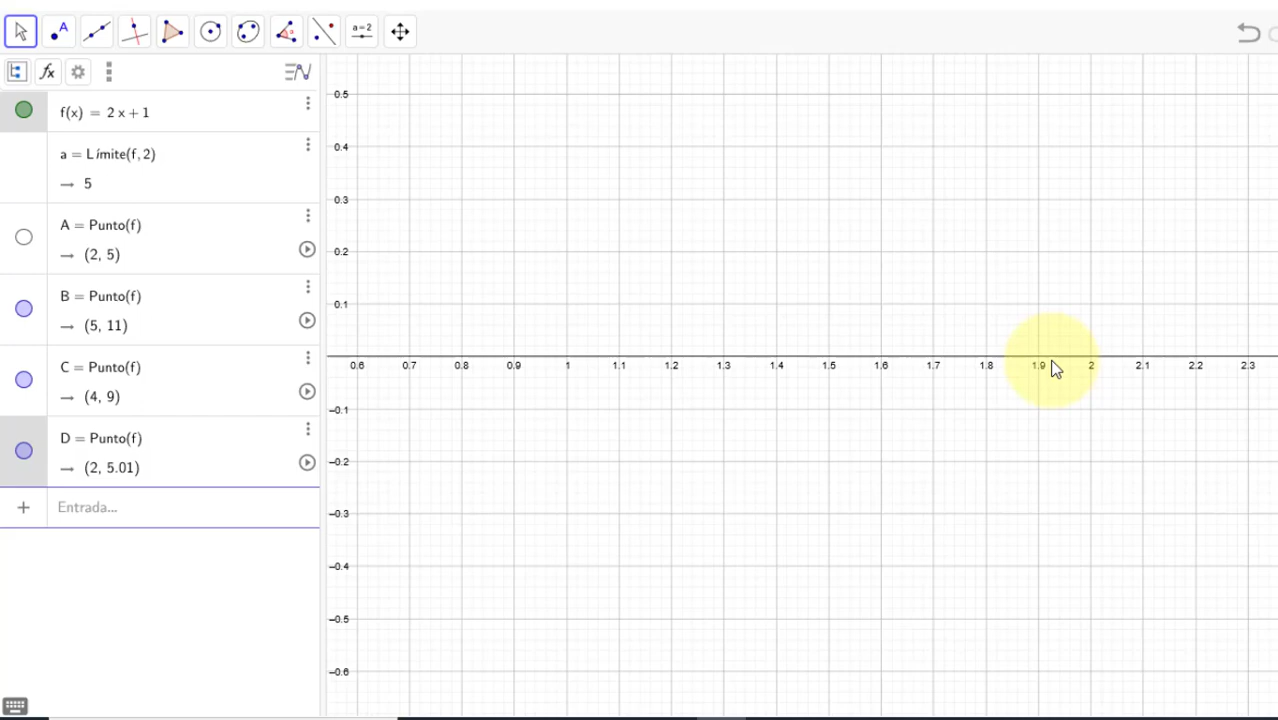 A
a=2
fx
f(x) = 2 x + 1
a = Límite(f, 2)
→ 5
A = Punto(f)
→ (2, 5)
B = Punto(f)
→ (5, 11)
C = Punto(f)
→ (4, 9)
D = Punto(f)
→ (2, 5.01)
+ Entrada...
0.5
0.4
0.3
0.2
0.1
0.6 0.7 0.8 0.9 1 1.1 1.2 1.3 1.4 1.5 1.6 1.7 1.8 1.9 2 2.1 2.2 2.3
−0.1
−0.2
−0.3
−0.4
−0.5
−0.6